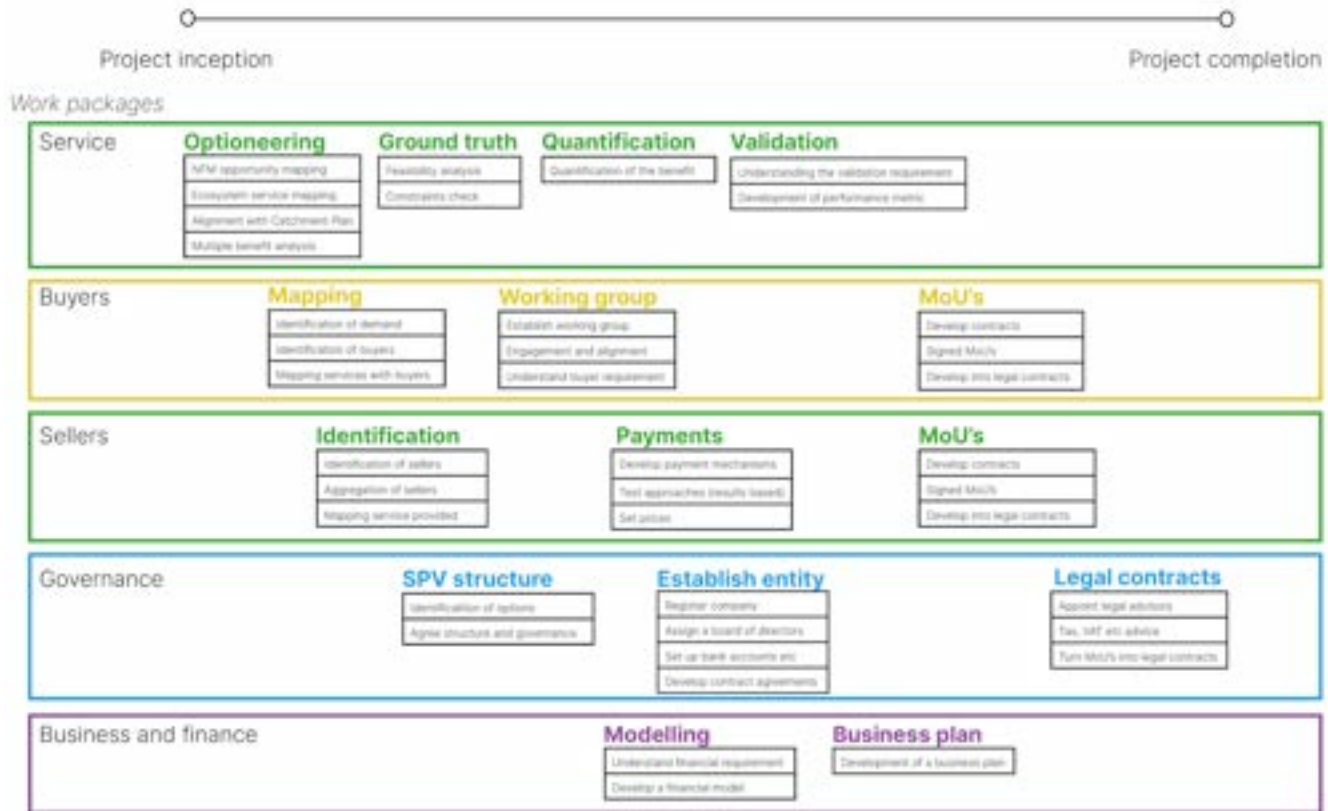 Project inception
Project completion
Work packages
Service
Optioneering
NFM opportunity mapping
Ecosystem service mapping
Alignment with Catchment Plan
Multiple benefit analysis
Ground truth
Feasibility analysis
Constraints check
Quantification
Quantification of the benefit
Validation
Understanding the validation requirement
Development of performance metric
Buyers
Mapping
Identification of demand
Identification of buyers
Mapping services with buyers
Working group
Establish working group
Engagement and alignment
Understand buyer requirement
MoU's
Develop contracts
Signed MoU's
Develop into legal contracts
Sellers
Identification
Identification of sellers
Aggregation of sellers
Mapping service provided
Payments
Develop payment mechanisms
Test approaches (results based)
Set prices
MoU's
Develop contracts
Signed MoU's
Develop into legal contracts
Governance
SPV structure
Identification of options
Agree structure and governance
Establish entity
Register company
Assign a board of directors
Set up bank accounts etc
Develop contract agreements
Legal contracts
Appoint legal advisors
Tax, VAT etc advice
Turn MoU's into legal contracts
Business and finance
Modelling
Understand financial requirement
Develop a financial model
Business plan
Development of a business plan